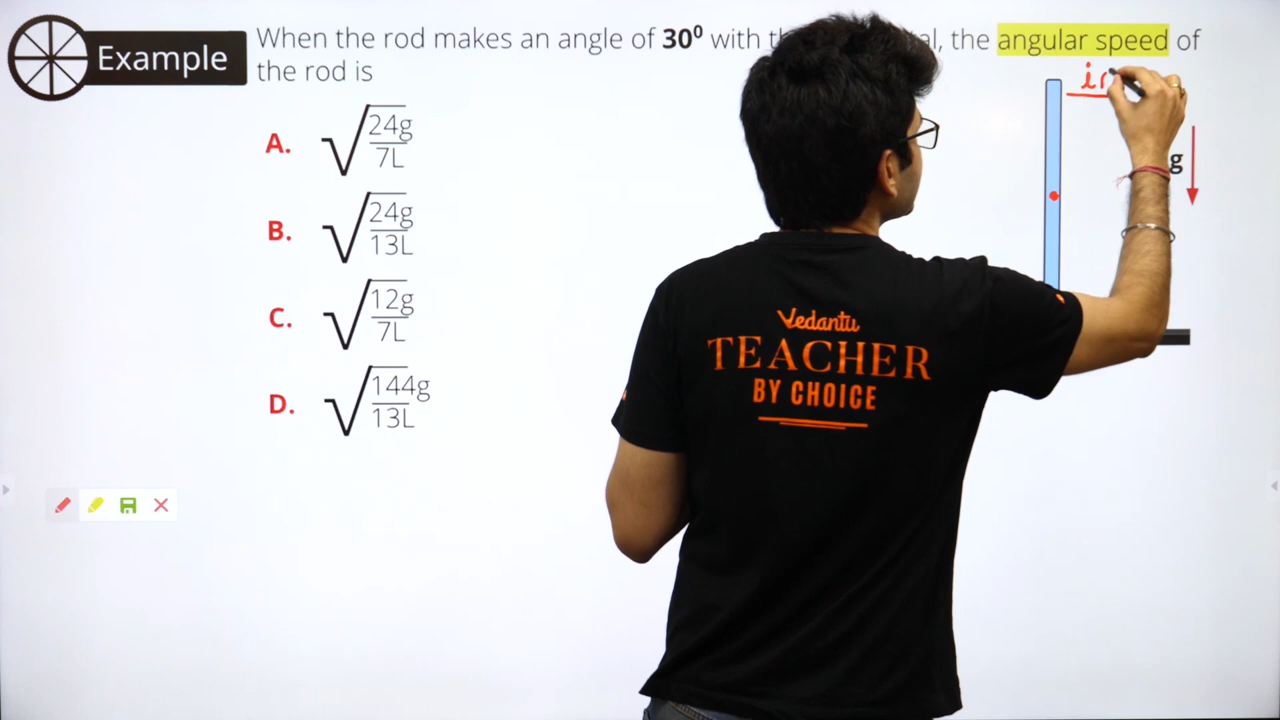 Example
When the rod makes an angle of 30⁰ with al, the angular speed of
the rod is
A. √24g/7L
B. √24g/13L
C. √12g/7L
D. √144g/13L
g
Vedantu
TEACHER
BY CHOICE